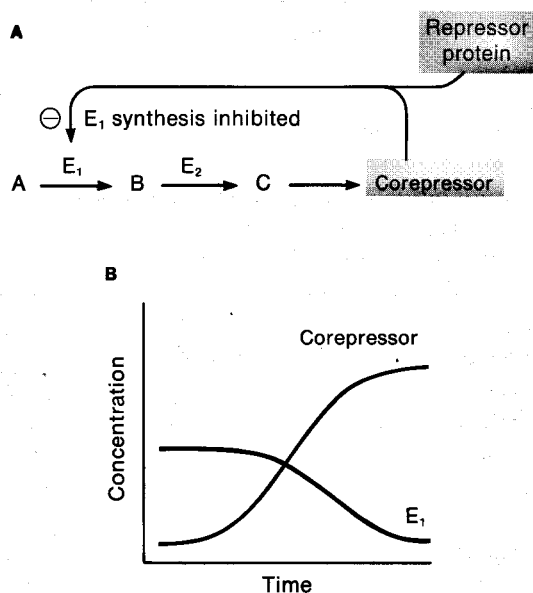 A
Repressor
protein
⊖ E₁ synthesis inhibited
A E₁ B E₂ C Corepressor
B
Corepressor
Concentration
E₁
Time